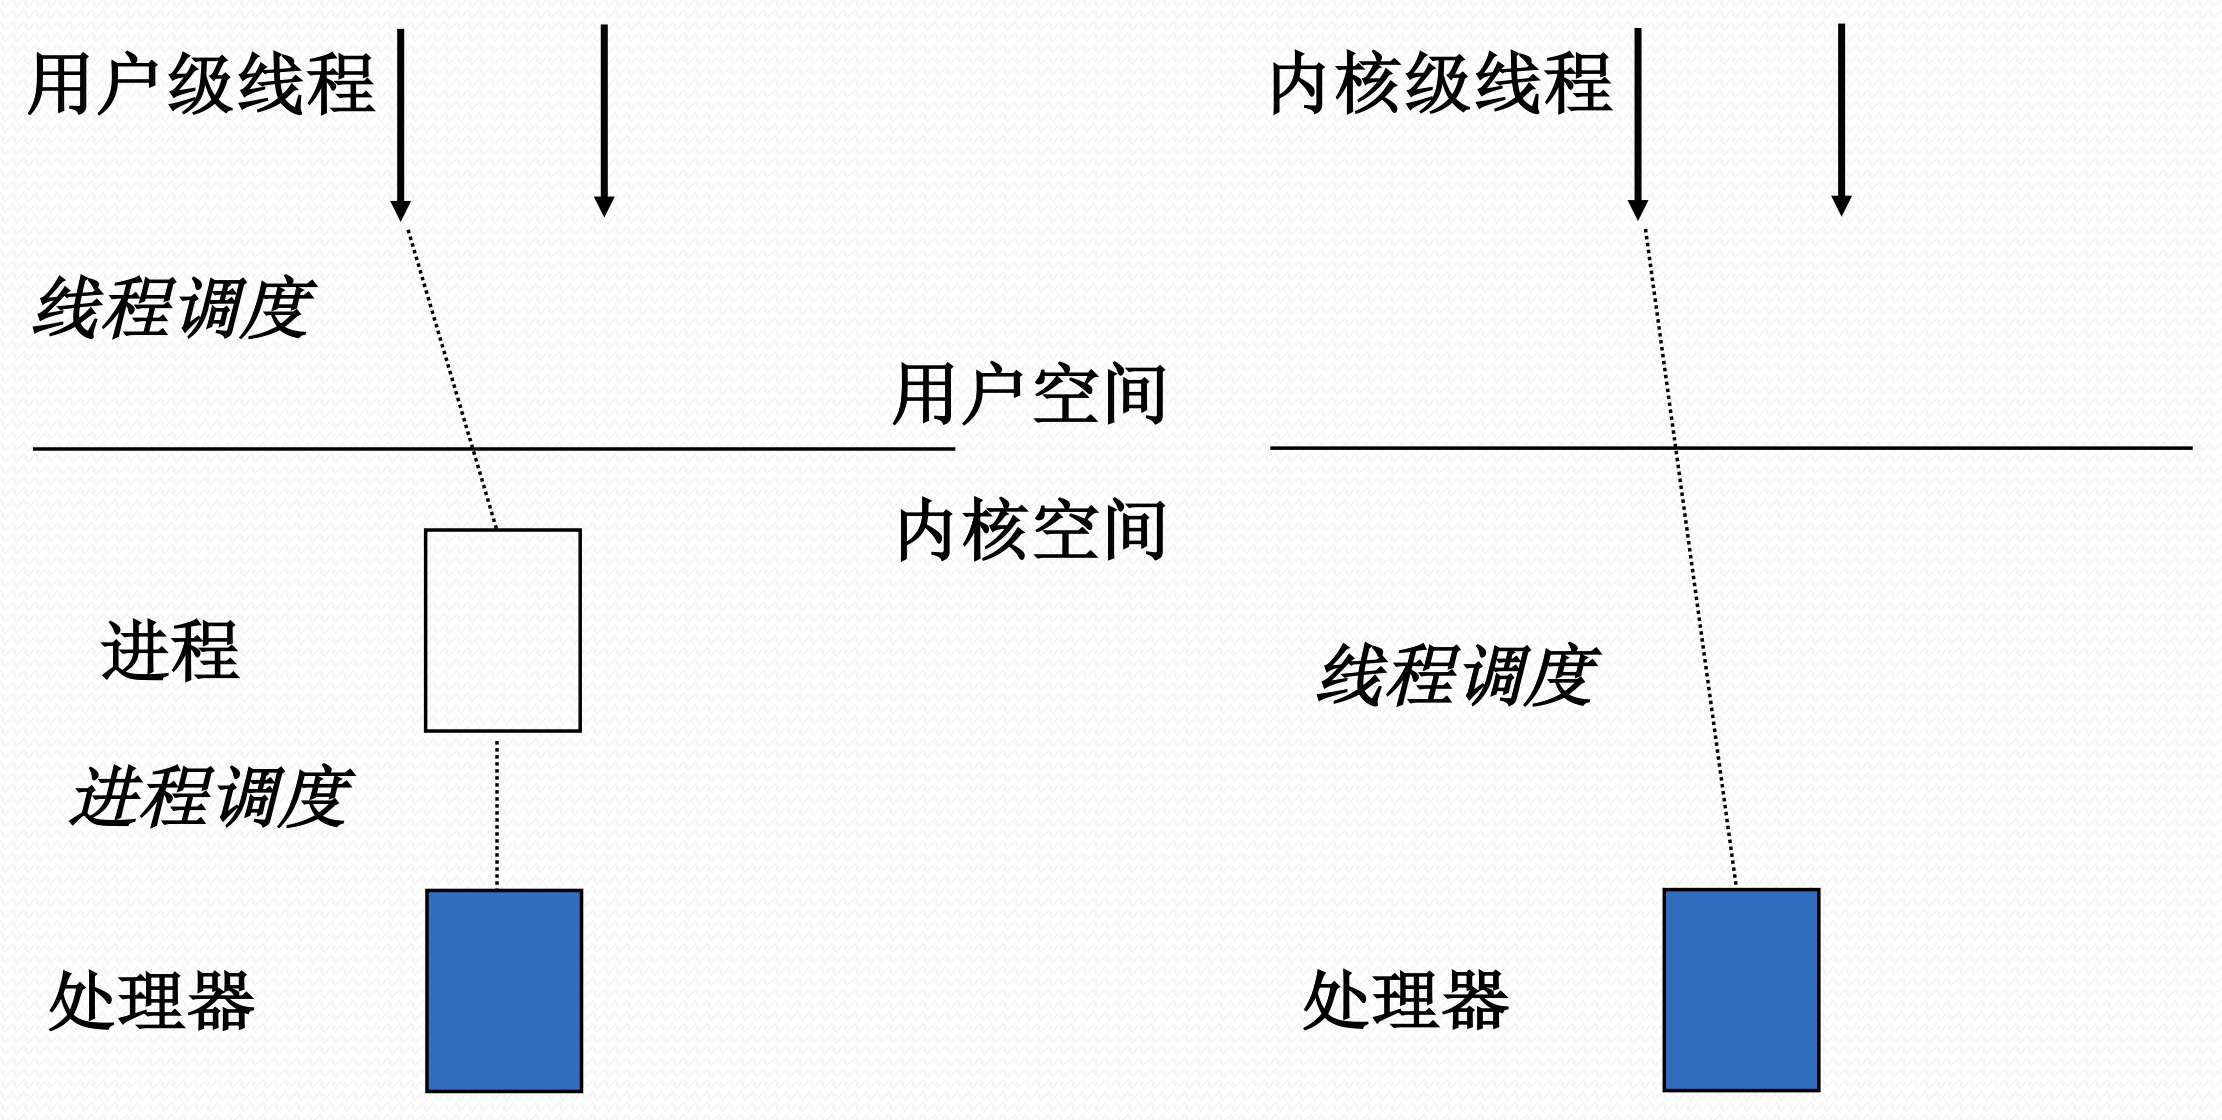 用户级线程
线程调度
进程
进程调度
处理器
用户空间
内核空间
内核级线程
线程调度
处理器